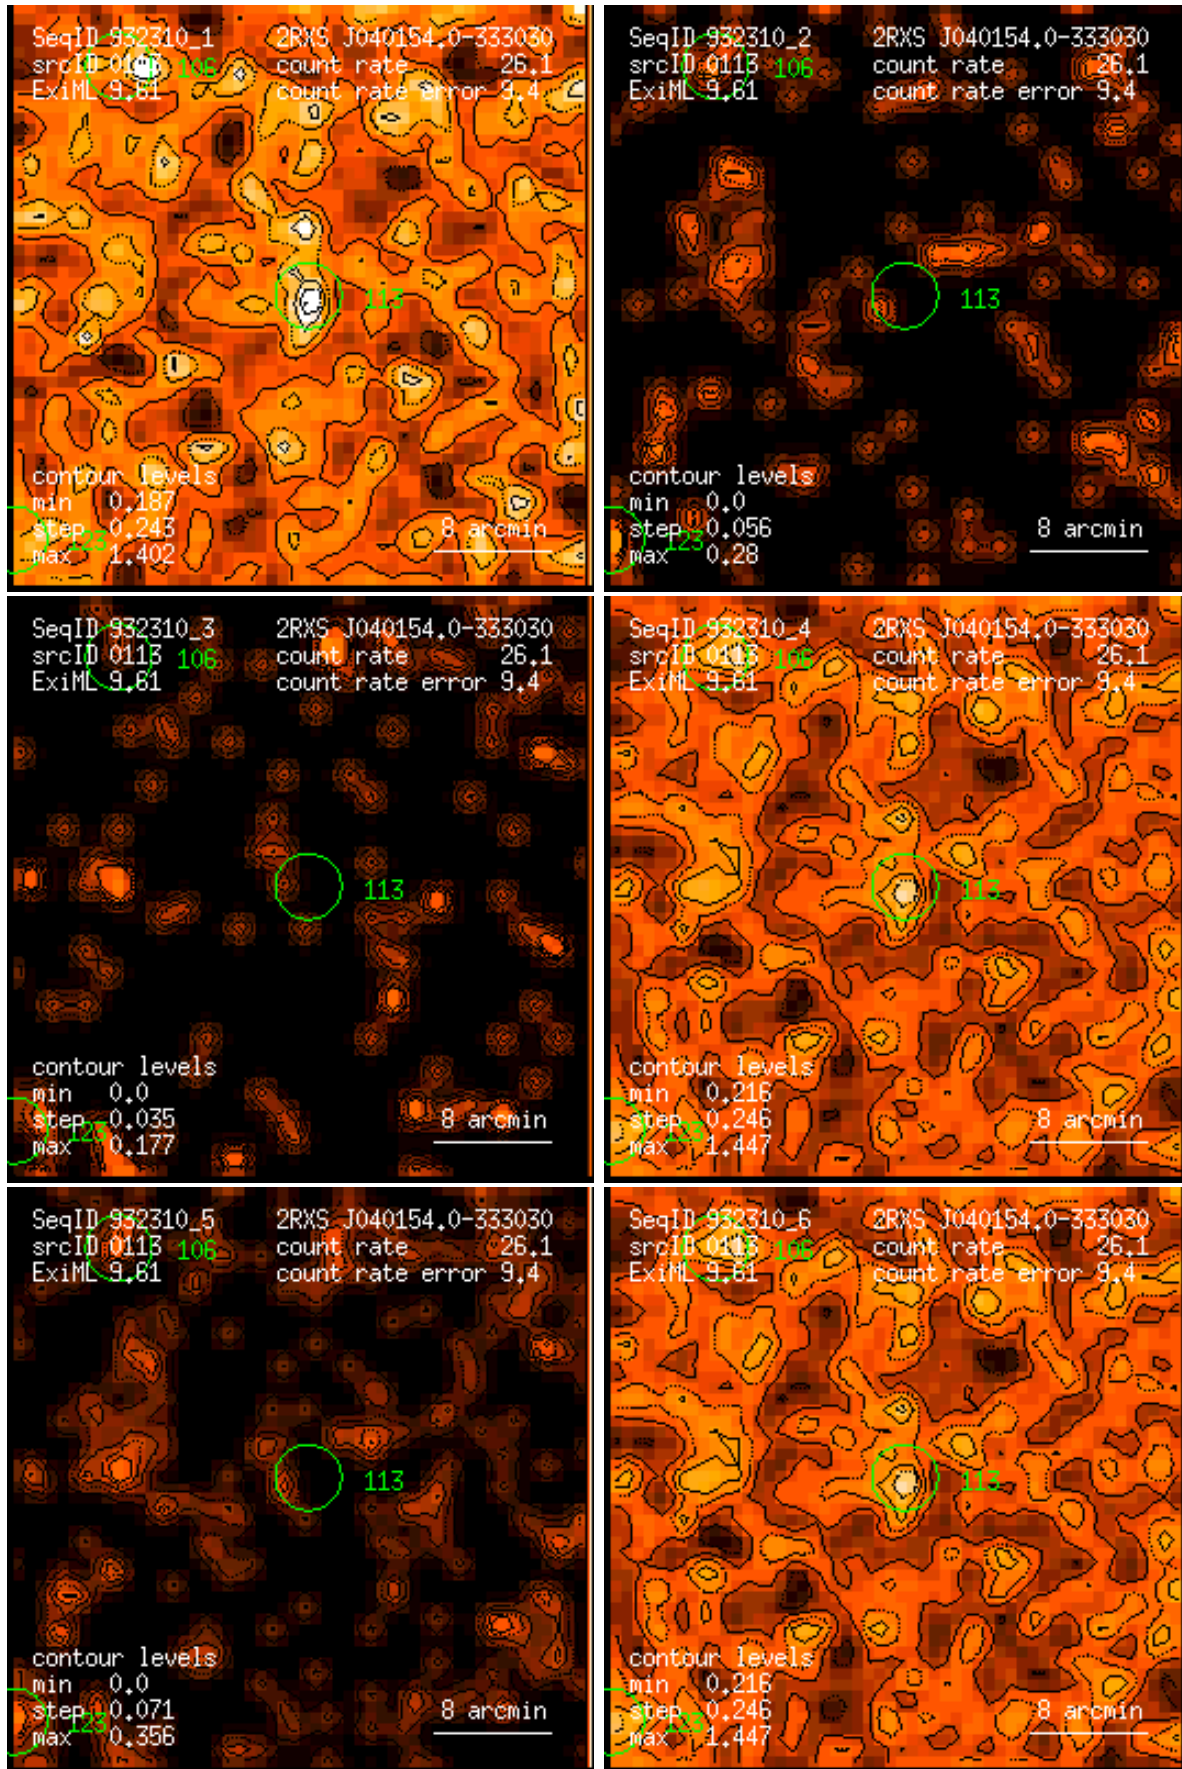 SeqID 932310_1 2RXS J040154.0-333030
srcID 0113 106 count rate 26.1
ExiML 9.61 count rate error 9.4
113
contour levels
min 0.187
step 0.243 8 arcmin
123
max 1.402
SeqID 932310_2 2RXS J040154.0-333030
srcID 0113 106 count rate 26.1
ExiML 9.61 count rate error 9.4
113
contour levels
min 0.0
step 0.056 8 arcmin
123
max 0.28
SeqID 932310_3 2RXS J040154.0-333030
srcID 0113 106 count rate 26.1
ExiML 9.61 count rate error 9.4
113
contour levels
min 0.0
step 0.035 8 arcmin
123
max 0.177
SeqID 932310_4 2RXS J040154.0-333030
srcID 0113 106 count rate 26.1
ExiML 9.61 count rate error 9.4
113
contour levels
min 0.216
step 0.246 8 arcmin
123
max 1.447
SeqID 932310_5 2RXS J040154.0-333030
srcID 0113 106 count rate 26.1
ExiML 9.61 count rate error 9.4
113
contour levels
min 0.0
step 0.071 8 arcmin
123
max 0.356
SeqID 932310_6 2RXS J040154.0-333030
srcID 0113 106 count rate 26.1
ExiML 9.61 count rate error 9.4
113
contour levels
min 0.216
step 0.246 8 arcmin
123
max 1.447